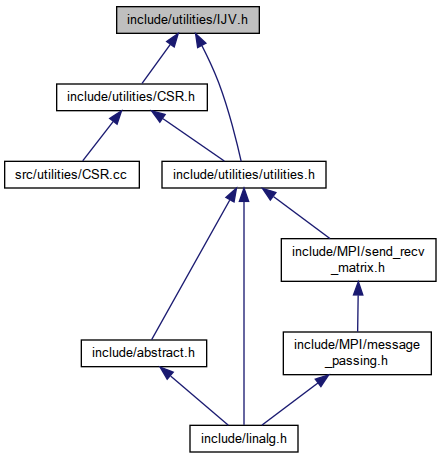 include/utilities/IJV.h
include/utilities/CSR.h
src/utilities/CSR.cc
include/utilities/utilities.h
include/MPI/send_recv
_matrix.h
include/abstract.h
include/MPI/message
_passing.h
include/linalg.h